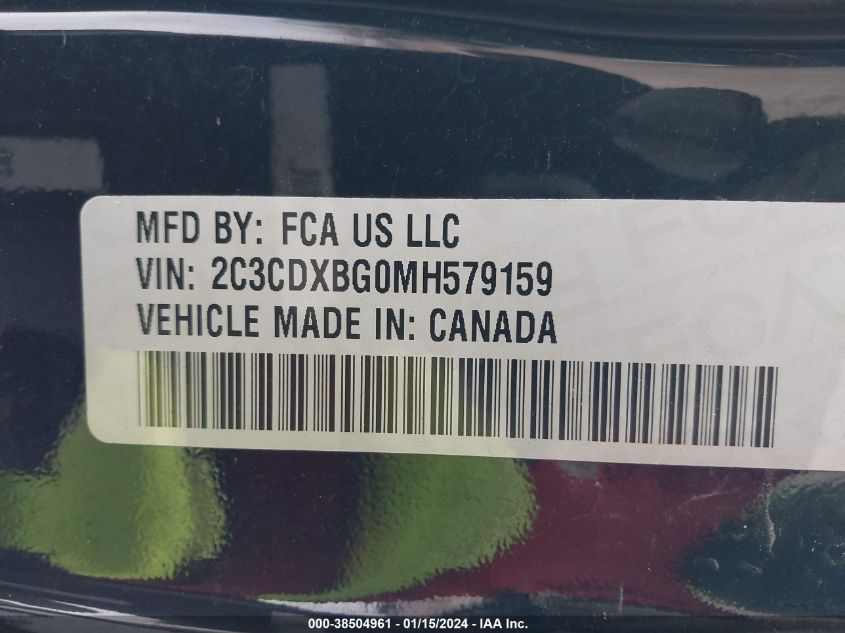 MFD BY: FCA US LLC
VIN: 2C3CDXBG0MH579159
VEHICLE MADE IN: CANADA
000-38504961 - 01/15/2024 - IAA Inc.